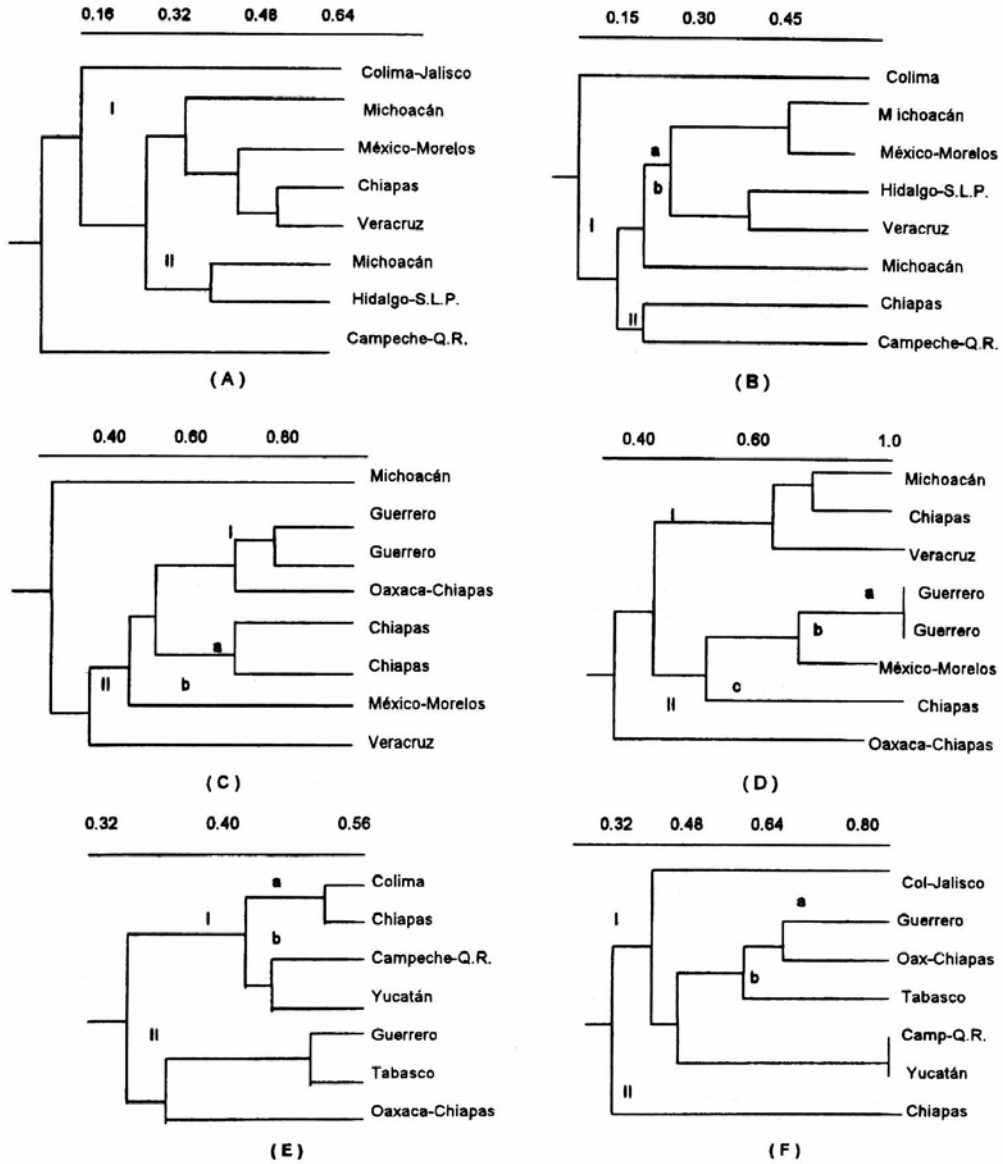 0.16 0.32 0.48 0.64
Colima-Jalisco
I
Michoacán
México-Morelos
Chiapas
Veracruz
II
Michoacán
Hidalgo-S.L.P.
Campeche-Q.R.
( A )
0.15 0.30 0.45
Colima
M ichoacán
a
México-Morelos
b
Hidalgo-S.L.P.
I
Veracruz
Michoacán
Chiapas
II
Campeche-Q.R.
( B )
0.40 0.60 0.80
Michoacán
Guerrero
I
Guerrero
Oaxaca-Chiapas
Chiapas
a
Chiapas
II b
México-Morelos
Veracruz
( C )
0.40 0.60 1.0
Michoacán
I
Chiapas
Veracruz
a
Guerrero
b
Guerrero
México-Morelos
c
Chiapas
II
Oaxaca-Chiapas
( D )
0.32 0.40 0.56
a
Colima
I
Chiapas
b
Campeche-Q.R.
Yucatán
II
Guerrero
Tabasco
Oaxaca-Chiapas
( E )
0.32 0.48 0.64 0.80
Col-Jalisco
a
I
Guerrero
Oax-Chiapas
b
Tabasco
Camp-Q.R.
Yucatán
II
Chiapas
( F )